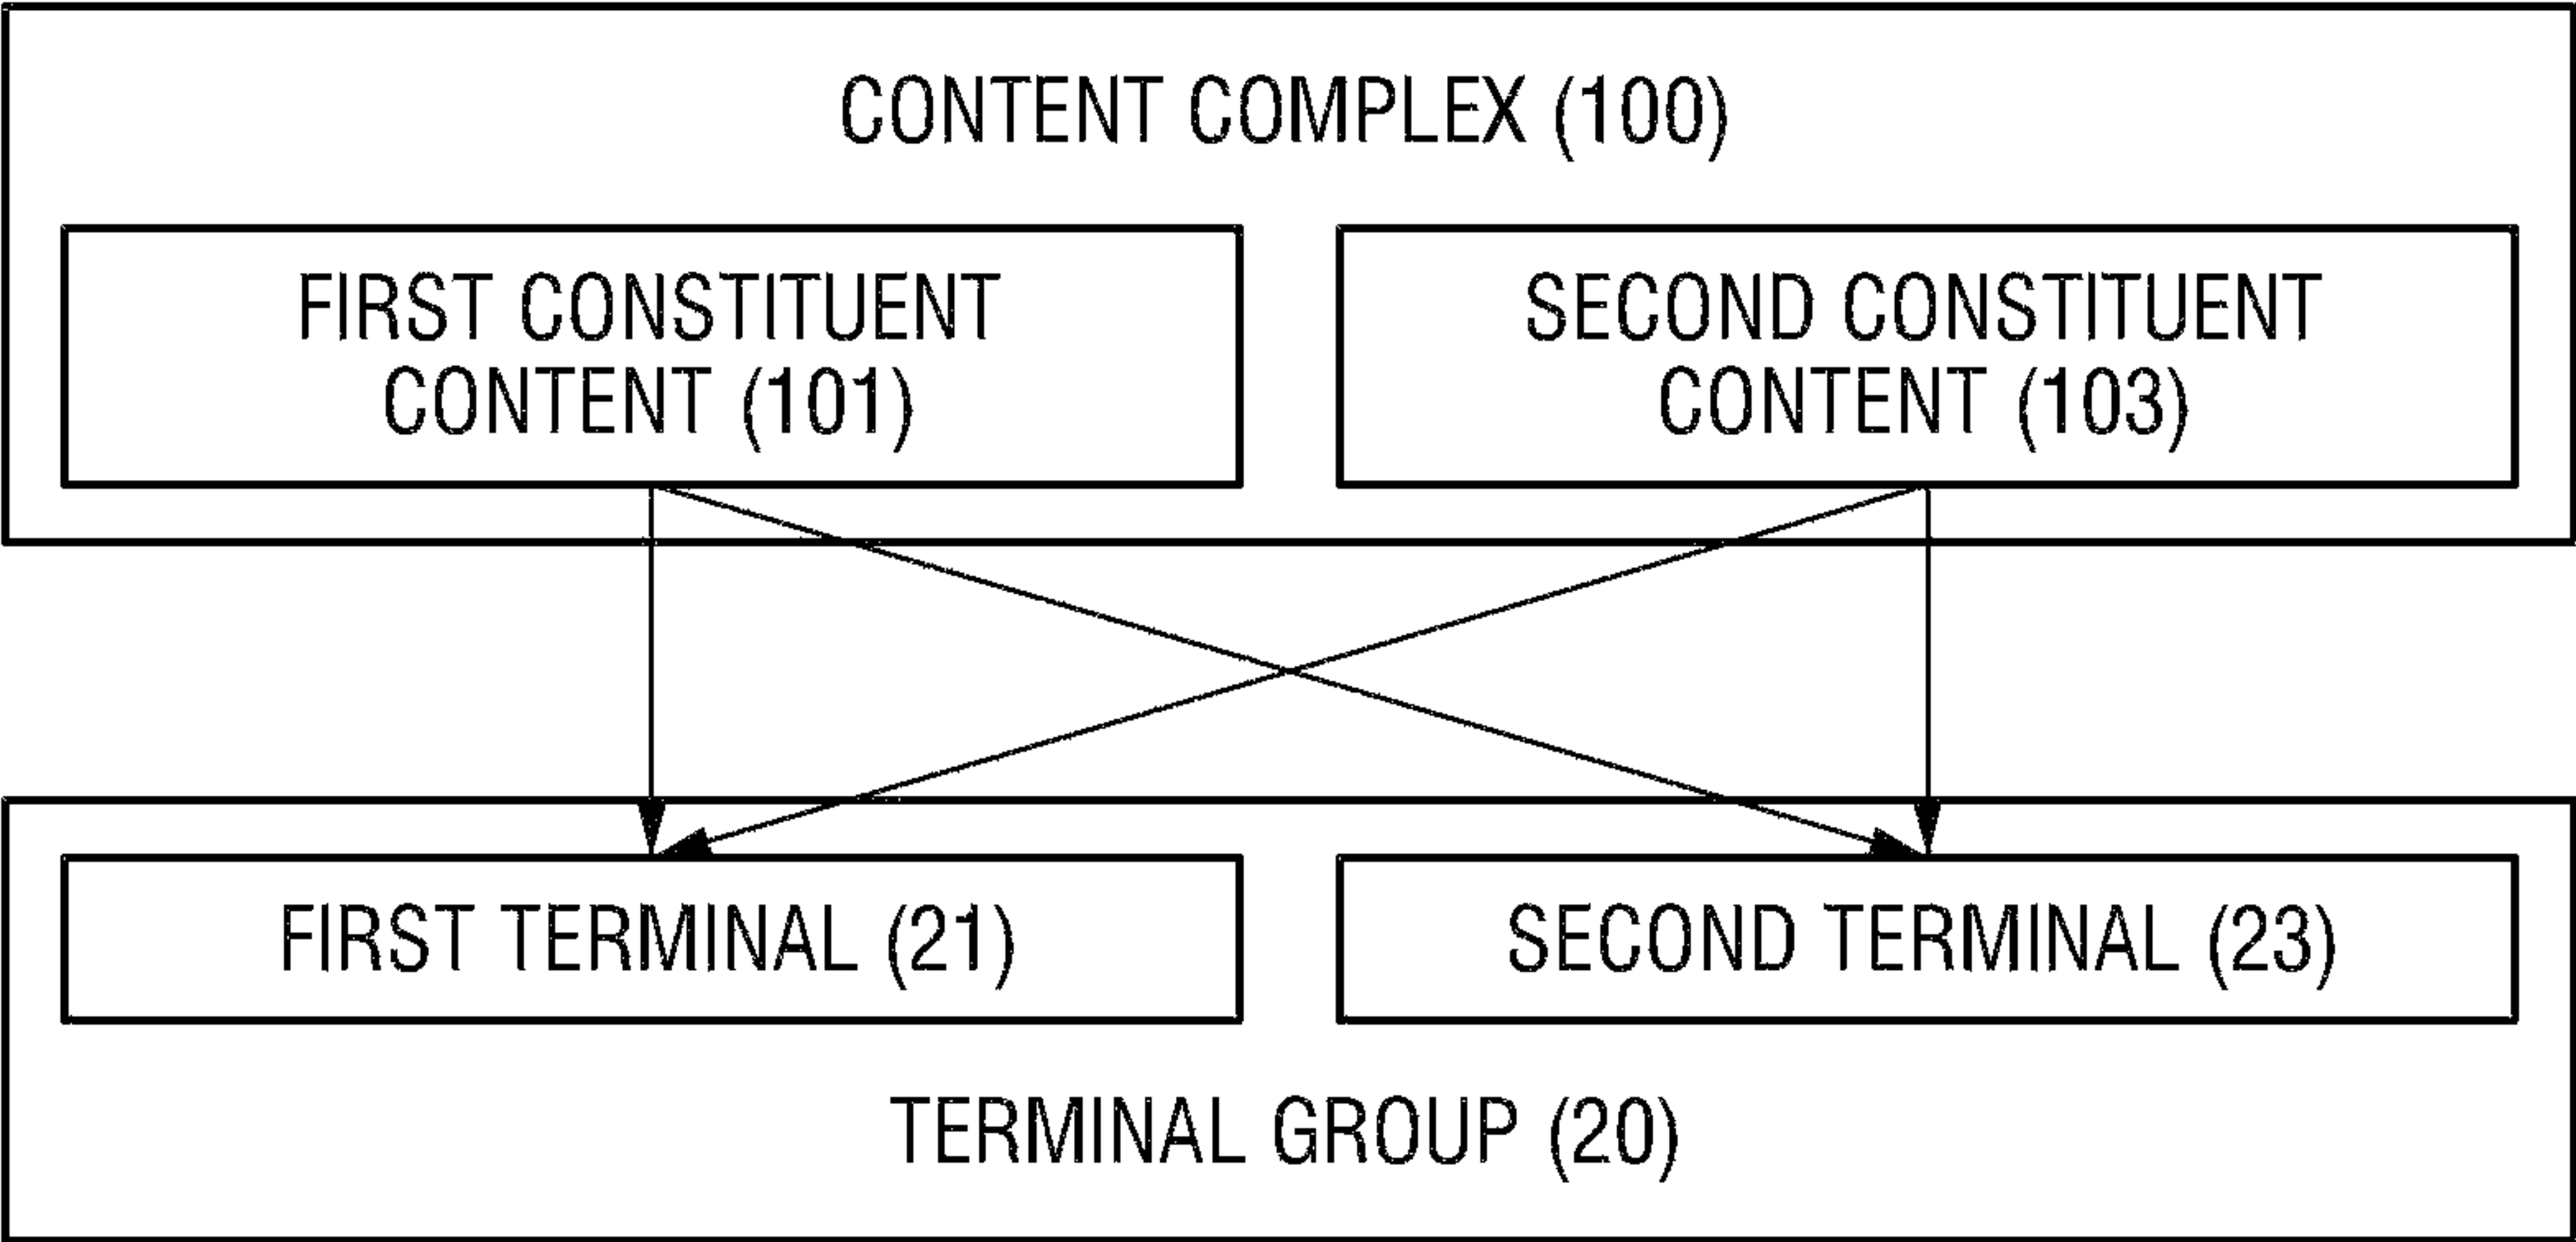 CONTENT COMPLEX (100)
FIRST CONSTITUENT
CONTENT (101)
SECOND CONSTITUENT
CONTENT (103)
FIRST TERMINAL (21)
SECOND TERMINAL (23)
TERMINAL GROUP (20)